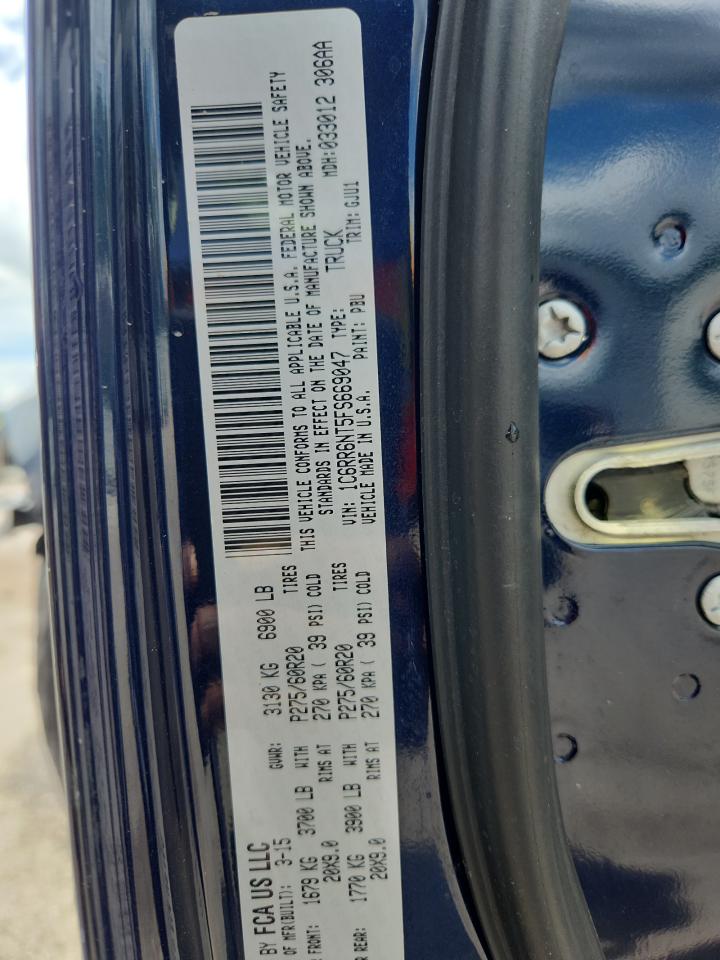 BY FCA US LLC
OF MFR(BUILT): 3-15 GVWR: 3130 KG 6900 LB
FRONT: 1679 KG 3700 LB WITH P275/60R20 TIRES
20X9.0 RIMS AT 270 KPA ( 39 PSI) COLD
REAR: 1770 KG 3900 LB WITH P275/60R20 TIRES
20X9.0 RIMS AT 270 KPA ( 39 PSI) COLD
THIS VEHICLE CONFORMS TO ALL APPLICABLE U.S.A. FEDERAL MOTOR VEHICLE SAFETY
STANDARDS IN EFFECT ON THE DATE OF MANUFACTURE SHOWN ABOVE.
VIN: 1C6RR6NT5FS669047 TYPE: TRUCK MDH:033012 306AA
VEHICLE MADE IN U.S.A. PAINT: PBU TRIM: GJU1